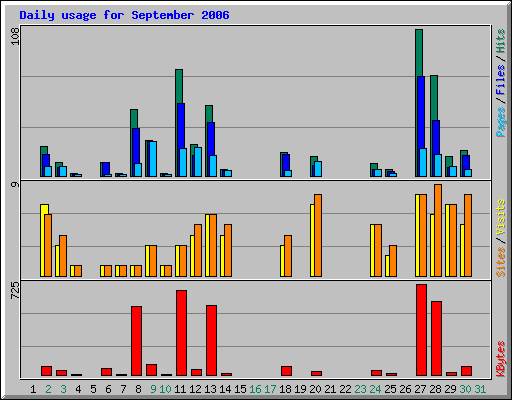 Daily usage for September 2006
108
Pages / Files / Hits
9
Sites / Visits
725
KBytes
1 2 3 4 5 6 7 8 9 10 11 12 13 14 15 16 17 18 19 20 21 22 23 24 25 26 27 28 29 30 31